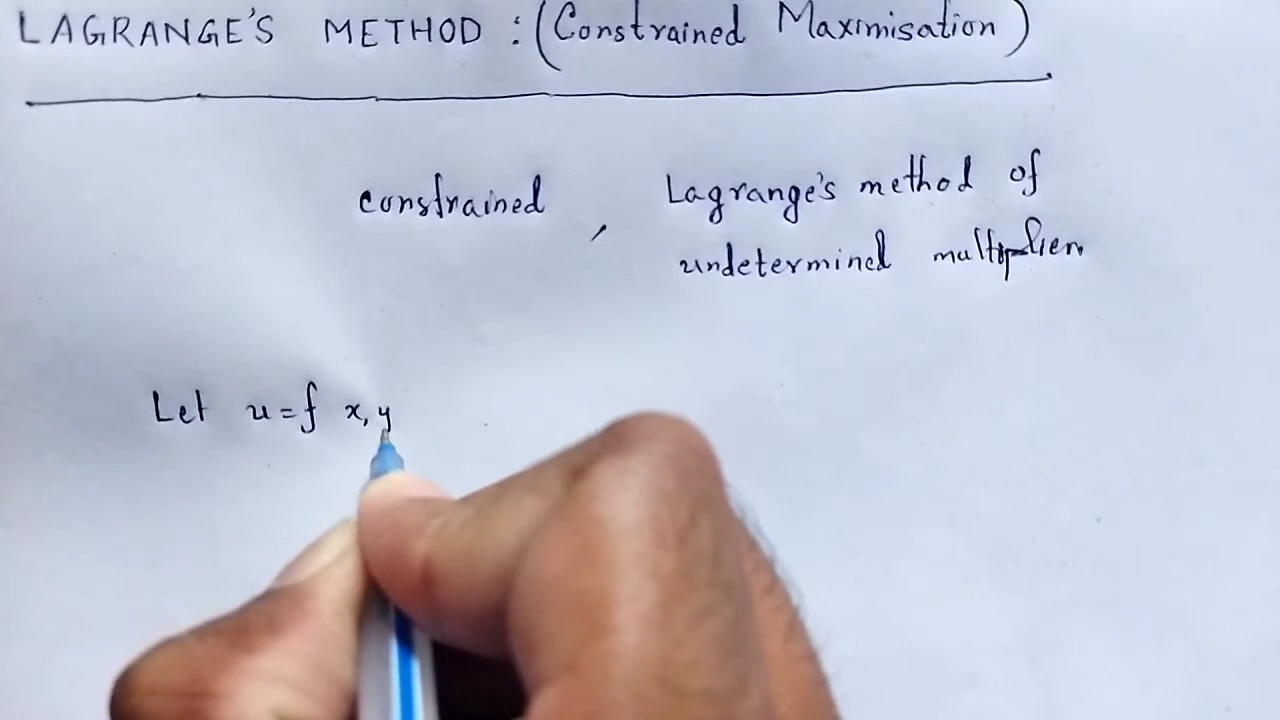 LAGRANGE'S METHOD : (Constrained Maximisation)
constrained , Lagrange's method of
undetermined multiplier
Let u = f x, y